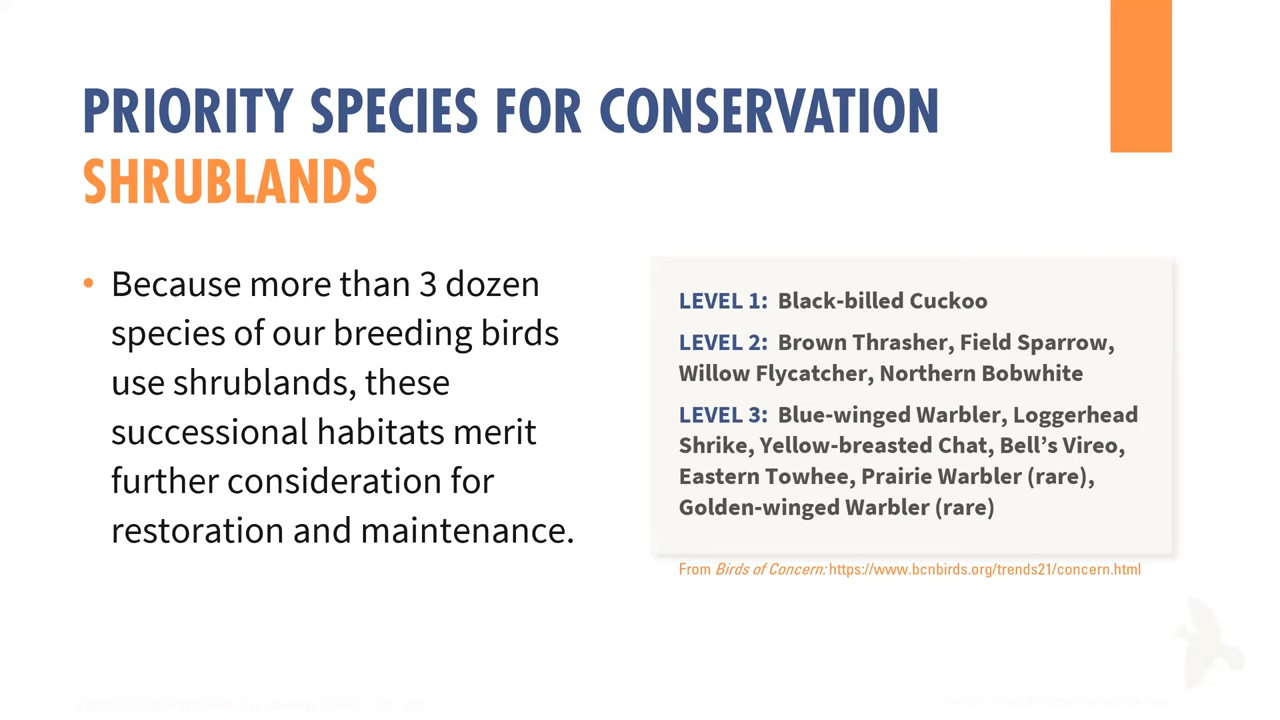 PRIORITY SPECIES FOR CONSERVATION
SHRUBLANDS
• Because more than 3 dozen
species of our breeding birds
use shrublands, these
successional habitats merit
further consideration for
restoration and maintenance.
LEVEL 1: Black-billed Cuckoo
LEVEL 2: Brown Thrasher, Field Sparrow,
Willow Flycatcher, Northern Bobwhite
LEVEL 3: Blue-winged Warbler, Loggerhead
Shrike, Yellow-breasted Chat, Bell’s Vireo,
Eastern Towhee, Prairie Warbler (rare),
Golden-winged Warbler (rare)
From Birds of Concern: https://www.bcnbirds.org/trends21/concern.html